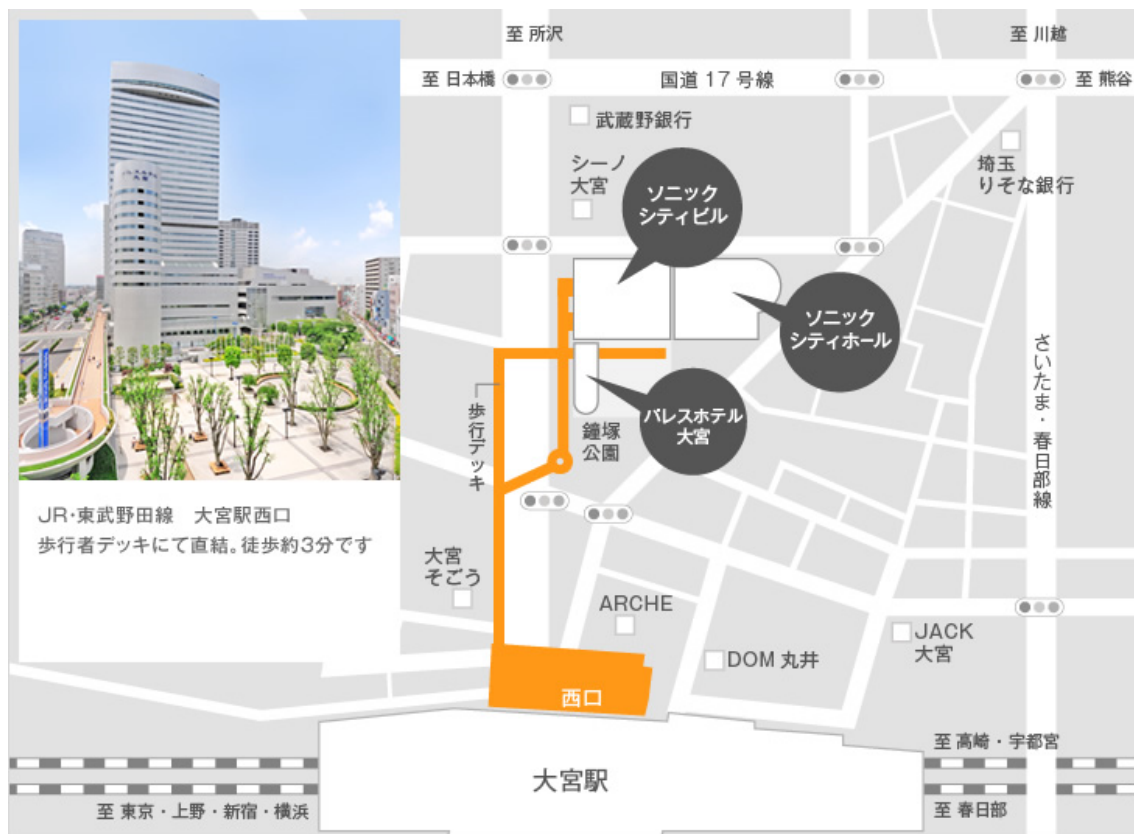 至 所沢
至 川越
至 日本橋
国道 17 号線
至 熊谷
武蔵野銀行
シーノ
大宮
ソニック
シティビル
埼玉
りそな銀行
ソニック
シティホール
さいたま・春日部線
歩行デッキ
パレスホテル
大宮
鐘塚
公園
JR・東武野田線　大宮駅西口
歩行者デッキにて直結。徒歩約3分です
大宮
そごう
ARCHE
DOM 丸井
JACK
大宮
西口
大宮駅
至 高崎・宇都宮
至 東京・上野・新宿・横浜
至 春日部